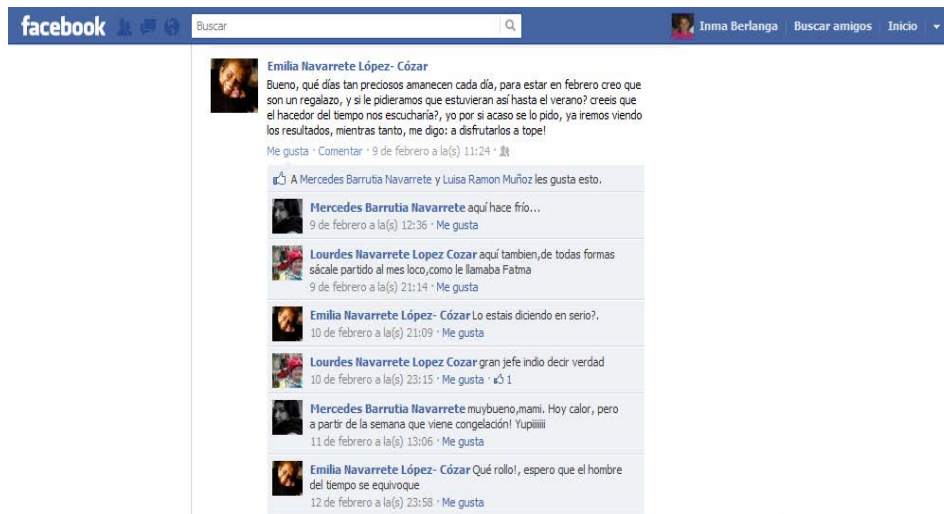 facebook Buscar Inma Berlanga Buscar amigos Inicio
Emilia Navarrete López- Cózar
Bueno, qué días tan preciosos amanecen cada día, para estar en febrero creo que
son un regalazo, y si le pidieramos que estuvieran así hasta el verano? creeis que
el hacedor del tiempo nos escucharía?, yo por si acaso se lo pido, ya iremos viendo
los resultados, mientras tanto, me digo: a disfrutarlos a tope!
Me gusta · Comentar · 9 de febrero a la(s) 11:24 ·
A Mercedes Barrutia Navarrete y Luisa Ramon Muñoz les gusta esto.
Mercedes Barrutia Navarrete aquí hace frío...
9 de febrero a la(s) 12:36 · Me gusta
Lourdes Navarrete Lopez Cozar aquí tambien,de todas formas
sácale partido al mes loco,como le llamaba Fatma
9 de febrero a la(s) 21:14 · Me gusta
Emilia Navarrete López- Cózar Lo estais diciendo en serio?.
10 de febrero a la(s) 21:09 · Me gusta
Lourdes Navarrete Lopez Cozar gran jefe indio decir verdad
10 de febrero a la(s) 23:15 · Me gusta · 1
Mercedes Barrutia Navarrete muybueno,mami. Hoy calor, pero
a partir de la semana que viene congelación! Yupiiiiii
11 de febrero a la(s) 13:06 · Me gusta
Emilia Navarrete López- Cózar Qué rollo!, espero que el hombre
del tiempo se equivoque
12 de febrero a la(s) 23:58 · Me gusta